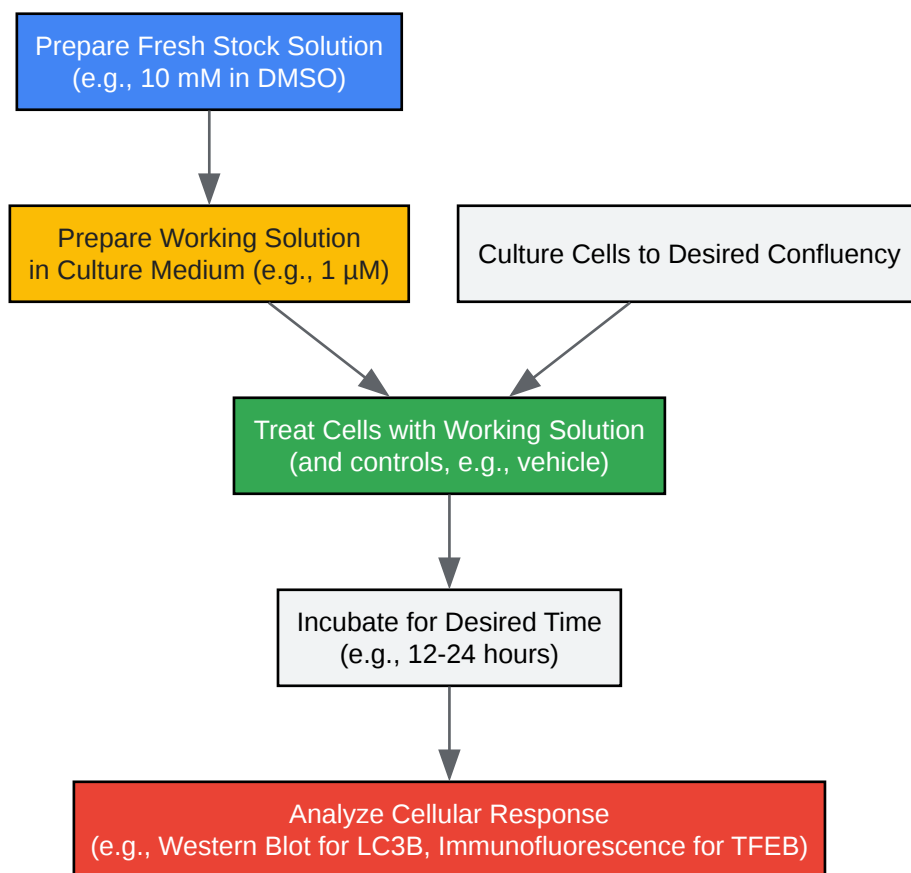 Prepare Fresh Stock Solution
(e.g., 10 mM in DMSO)
Prepare Working Solution
in Culture Medium (e.g., 1 µM)
Culture Cells to Desired Confluency
Treat Cells with Working Solution
(and controls, e.g., vehicle)
Incubate for Desired Time
(e.g., 12-24 hours)
Analyze Cellular Response
(e.g., Western Blot for LC3B, Immunofluorescence for TFEB)